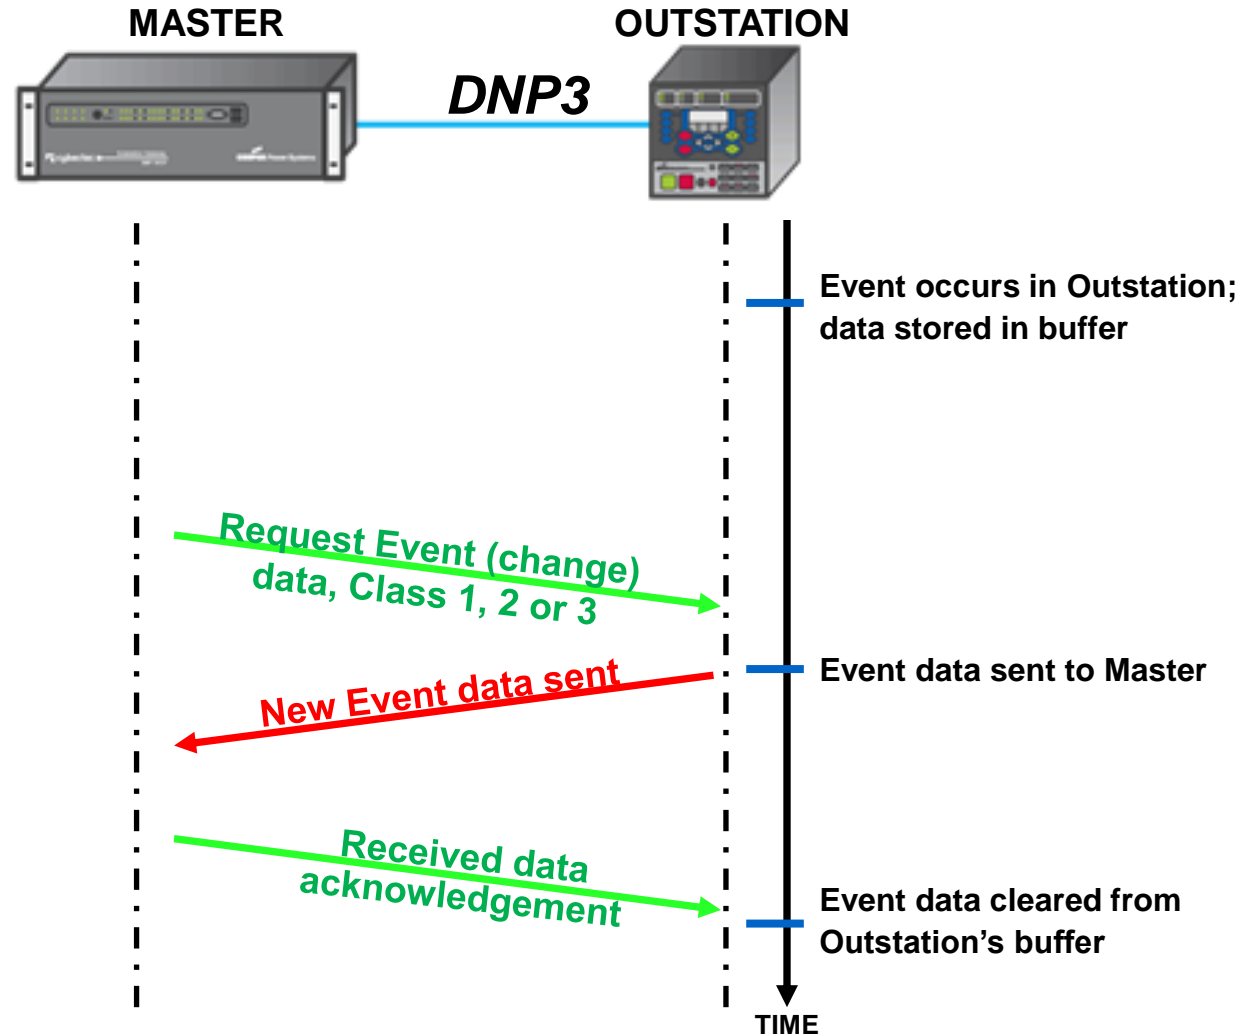 MASTER
OUTSTATION
DNP3
Event occurs in Outstation;
data stored in buffer
Request Event (change)
data, Class 1, 2 or 3
Event data sent to Master
New Event data sent
Received data
acknowledgement
Event data cleared from
Outstation’s buffer
TIME